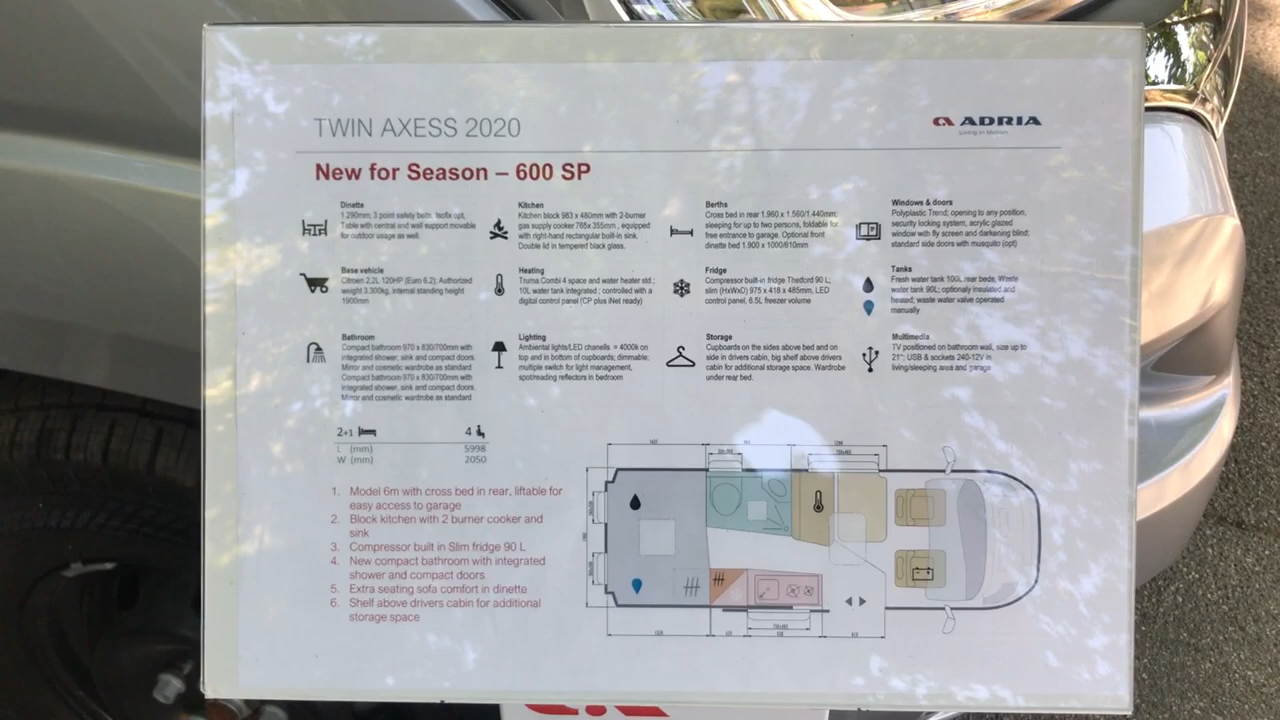 TWIN AXESS 2020
ADRIA
Living in Motion
New for Season – 600 SP
Dinette
1.290mm; 3 point safety belts. Isofix opt,
Table with central and wall support movable
for outdoor usage as well.
Kitchen
Kitchen block 983 x 480mm with 2-burner
gas supply cooker 765x 355mm , equipped
with right-hand rectangular built-in sink.
Double lid in tempered black glass.
Berths
Cross bed in rear 1.960 x 1.560/1.440mm;
sleeping for up to two persons, foldable for
free entrance to garage. Optional front
dinette bed 1.900 x 1000/610mm
Windows & doors
Polyplastic Trend; opening to any position,
security locking system, acrylic glazed
window with fly screen and darkening blind;
standard side doors with musquito (opt)
Base vehicle
Citroen 2,2L 120HP (Euro 6.2); Authorized
weight 3.300kg, Internal standing height
1900mm
Heating
Truma Combi 4 space and water heater std.;
10L water tank integrated ; controlled with a
digital control panel (CP plus iNet ready)
Fridge
Compressor built-in fridge Thetford 90 L;
slim (HxWxD) 975 x 418 x 485mm, LED
control panel, 6.5L freezer volume
Tanks
Fresh water tank 100L rear beds, Waste
water tank 90L; optionally insulated and
heated; waste water valve operated
manually
Bathroom
Compact bathroom 970 x 830/700mm with
integrated shower, sink and compact doors.
Mirror and cosmetic wardrobe as standard
Compact bathroom 970 x 830/700mm with
integrated shower, sink and compact doors.
Mirror and cosmetic wardrobe as standard
Lighting
Ambiental lights/LED chanells = 4000k on
top and in bottom of cupboards; dimmable;
multiple switch for light management,
spot/reading reflectors in bedroom
Storage
Cupboards on the sides above bed and on
side in drivers cabin, big shelf above drivers
cabin for additional storage space. Wardrobe
under rear bed.
Multimedia
TV positioned on bathroom wall, size up to
21"; USB & sockets 240-12V in
living/sleeping area and garage
2+1 4
L (mm) 5998
W (mm) 2050
1. Model 6m with cross bed in rear, liftable for
easy access to garage
2. Block kitchen with 2 burner cooker and
sink
3. Compressor built in Slim fridge 90 L
4. New compact bathroom with integrated
shower and compact doors
5. Extra seating sofa comfort in dinette
6. Shelf above drivers cabin for additional
storage space